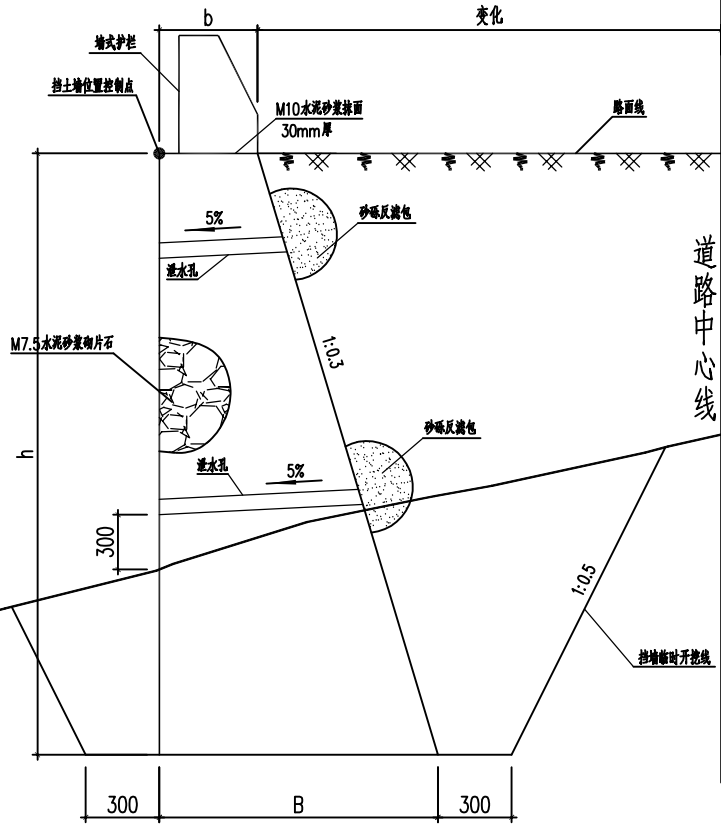 b
变化
墙式护栏
挡土墙位置控制点
M10水泥砂浆抹面
30mm厚
路面线
5%
砂砾反滤包
泄水孔
道路中心线
1:0.3
M7.5水泥砂浆砌片石
h
砂砾反滤包
泄水孔
5%
300
1:0.5
挡墙临时开挖线
300
B
300